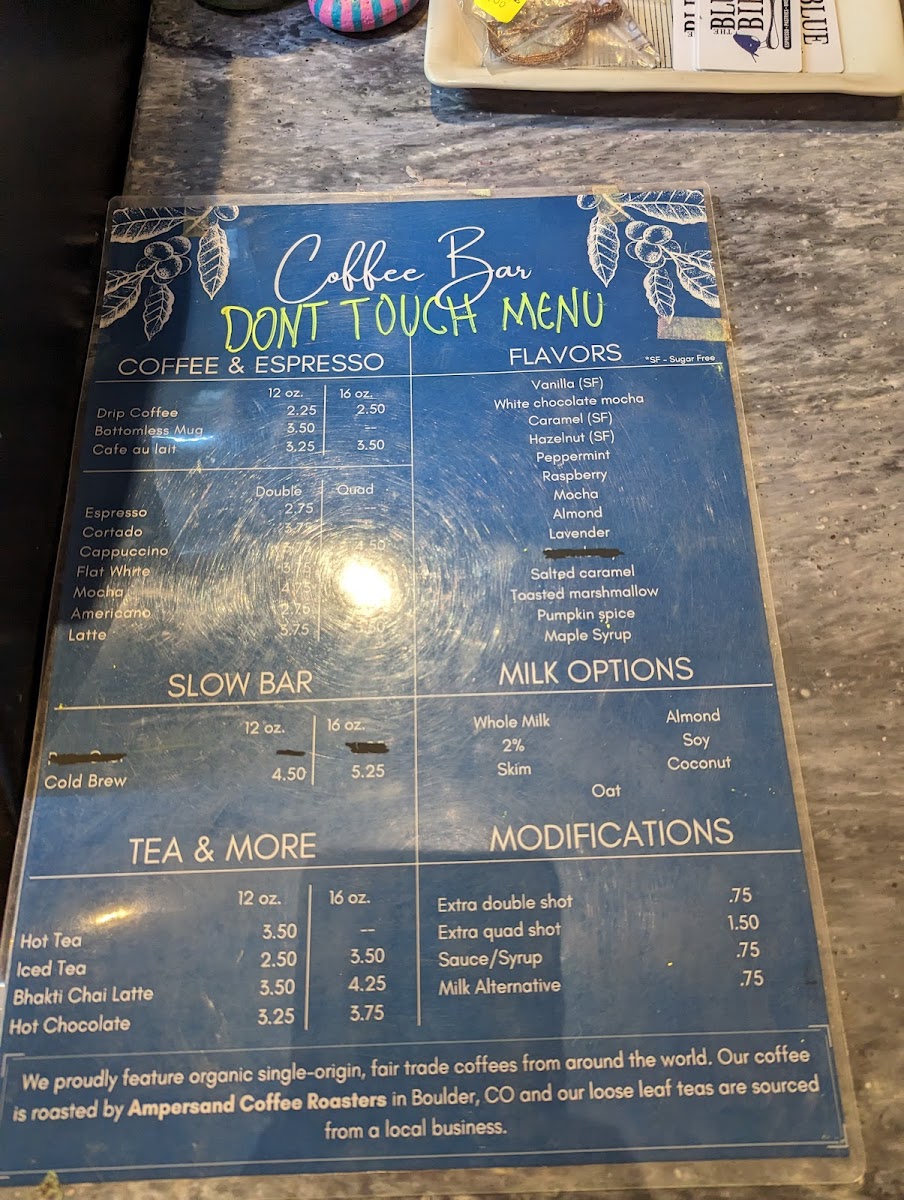 THE BLUE BIRD
BLUE
Coffee Bar
DONT TOUCH MENU
COFFEE & ESPRESSO
12 oz. 16 oz.
Drip Coffee 2.25 2.50
Bottomless Mug 3.50 --
Cafe au lait 3.25 3.50
Double Quad
Espresso 2.75 --
Cortado 3.75
Cappuccino
Flat White 3.75
Mocha 4.75
Americano 2.75
Latte 3.75
SLOW BAR
12 oz. 16 oz.
Cold Brew 4.50 5.25
TEA & MORE
12 oz. 16 oz.
Hot Tea 3.50 --
Iced Tea 2.50 3.50
Bhakti Chai Latte 3.50 4.25
Hot Chocolate 3.25 3.75
FLAVORS *SF - Sugar Free
Vanilla (SF)
White chocolate mocha
Caramel (SF)
Hazelnut (SF)
Peppermint
Raspberry
Mocha
Almond
Lavender
Salted caramel
Toasted marshmallow
Pumpkin spice
Maple Syrup
MILK OPTIONS
Whole Milk Almond
2% Soy
Skim Coconut
Oat
MODIFICATIONS
Extra double shot .75
Extra quad shot 1.50
Sauce/Syrup .75
Milk Alternative .75
We proudly feature organic single-origin, fair trade coffees from around the world. Our coffee
is roasted by Ampersand Coffee Roasters in Boulder, CO and our loose leaf teas are sourced
from a local business.